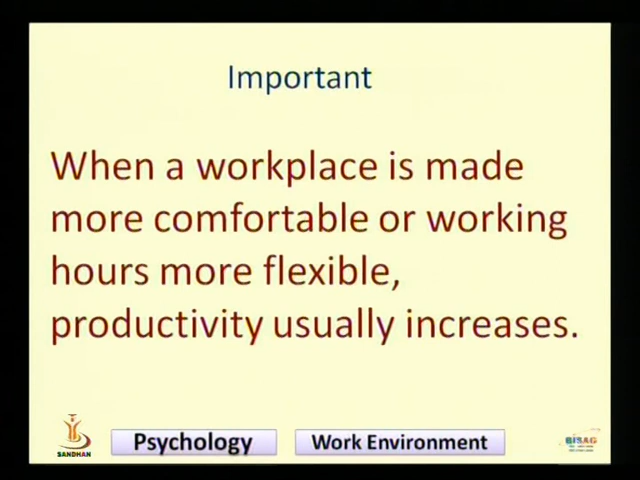 Important
When a workplace is made
more comfortable or working
hours more flexible,
productivity usually increases.
SANDHAN
Psychology
Work Environment
BISAG